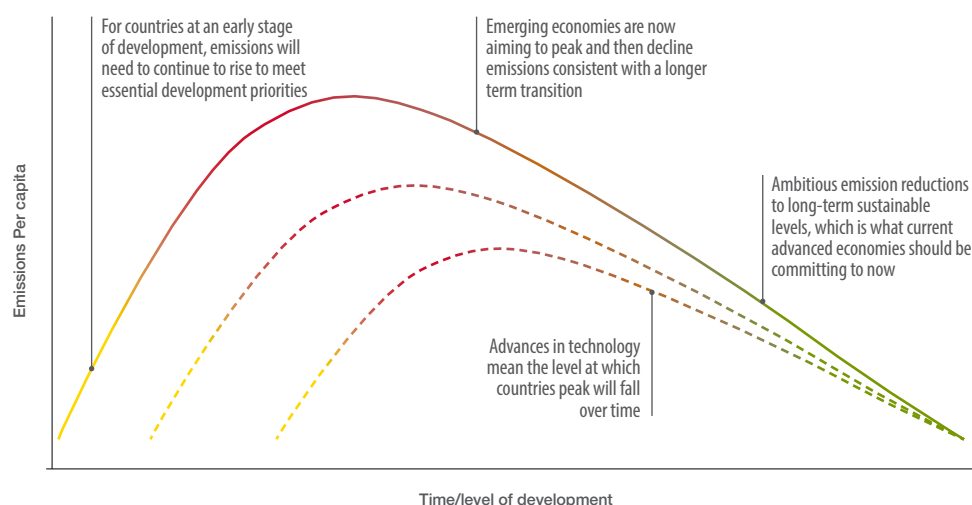 For countries at an early stage
of development, emissions will
need to continue to rise to meet
essential development priorities
Emerging economies are now
aiming to peak and then decline
emissions consistent with a longer
term transition
Ambitious emission reductions
to long-term sustainable
levels, which is what current
advanced economies should be
committing to now
Advances in technology
mean the level at which
countries peak will fall
over time
Emissions Per capita
Time/level of development